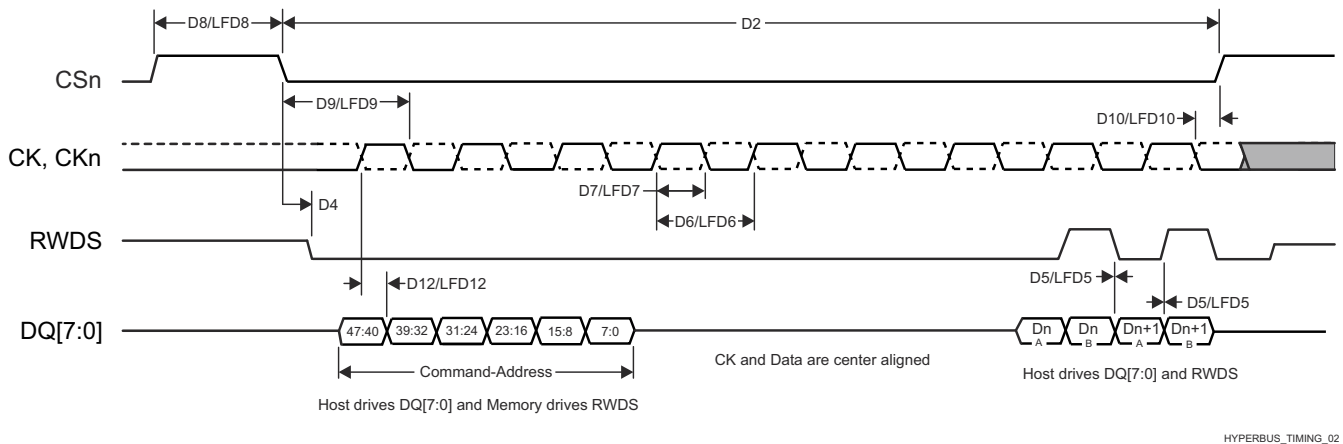 D8/LFD8
D2
CSn
D9/LFD9
D10/LFD10
CK, CKn
D7/LFD7
D4
D6/LFD6
RWDS
D12/LFD12
D5/LFD5
D5/LFD5
DQ[7:0]
47:40 39:32 31:24 23:16 15:8 7:0
Dn A Dn B Dn+1 A Dn+1 B
CK and Data are center aligned
Command-Address
Host drives DQ[7:0] and RWDS
Host drives DQ[7:0] and Memory drives RWDS
HYPERBUS_TIMING_02